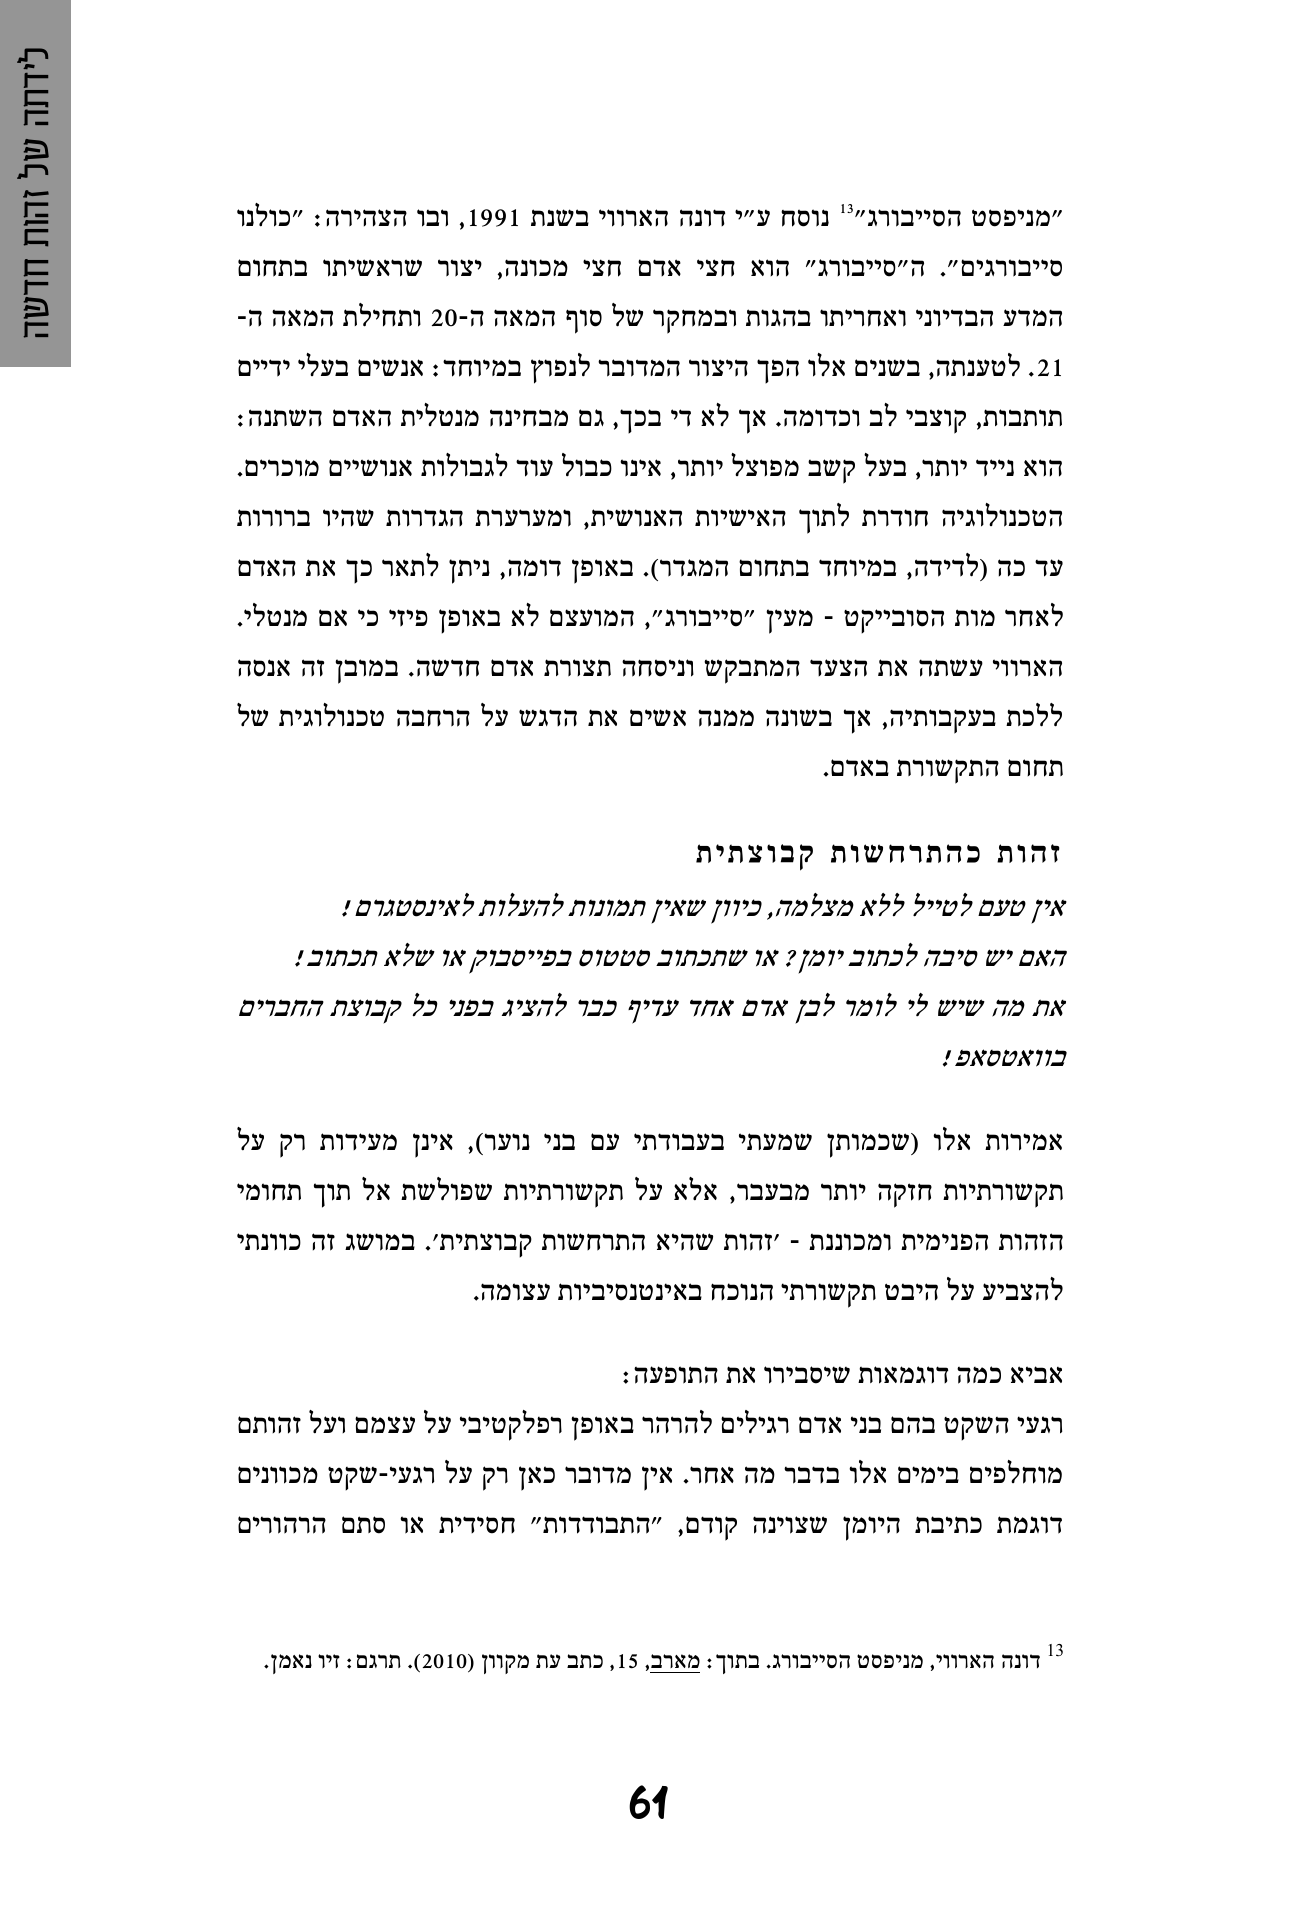 לידתה של זהות חדשה
"מניפסט הסייבורג"13 נוסח ע"י דונה הארווי בשנת 1991, ובו הצהירה: "כולנו
סייבורגים". ה"סייבורג" הוא חצי אדם חצי מכונה, יצור שראשיתו בתחום
המדע הבדיוני ואחריתו בהגות ובמחקר של סוף המאה ה-20 ותחילת המאה ה-
21. לטענתה, בשנים אלו הפך היצור המדובר לנפוץ במיוחד: אנשים בעלי ידיים
תותבות, קוצבי לב וכדומה. אך לא די בכך, גם מבחינה מנטלית האדם השתנה:
הוא נייד יותר, בעל קשב מפוצל יותר, אינו כבול עוד לגבולות אנושיים מוכרים.
הטכנולוגיה חודרת לתוך האישיות האנושית, ומערערת הגדרות שהיו ברורות
עד כה (לדידה, במיוחד בתחום המגדר). באופן דומה, ניתן לתאר כך את האדם
לאחר מות הסובייקט - מעין "סייבורג", המועצם לא באופן פיזי כי אם מנטלי.
הארווי עשתה את הצעד המתבקש וניסחה תצורת אדם חדשה. במובן זה אנסה
ללכת בעקבותיה, אך בשונה ממנה אשים את הדגש על הרחבה טכנולוגית של
תחום התקשורת באדם.
זהות כהתרחשות קבוצתית
אין טעם לטייל ללא מצלמה, כיוון שאין תמונות להעלות לאינסטגרם!
האם יש סיבה לכתוב יומן? או שתכתוב סטטוס בפייסבוק או שלא תכתוב!
את מה שיש לי לומר לבן אדם אחד עדיף כבר להציג בפני כל קבוצת החברים
בוואטסאפ!
אמירות אלו (שכמותן שמעתי בעבודתי עם בני נוער), אינן מעידות רק על
תקשורתיות חזקה יותר מבעבר, אלא על תקשורתיות שפולשת אל תוך תחומי
הזהות הפנימית ומכוננת - 'זהות שהיא התרחשות קבוצתית'. במושג זה כוונתי
להצביע על היבט תקשורתי הנוכח באינטנסיביות עצומה.
אביא כמה דוגמאות שיסבירו את התופעה:
רגעי השקט בהם בני אדם רגילים להרהר באופן רפלקטיבי על עצמם ועל זהותם
מוחלפים בימים אלו בדבר מה אחר. אין מדובר כאן רק על רגעי-שקט מכוונים
דוגמת כתיבת היומן שצוינה קודם, "התבודדות" חסידית או סתם הרהורים
13 דונה הארווי, מניפסט הסייבורג. בתוך: מארב, 15, כתב עת מקוון (2010). תרגם: זיו נאמן.
61